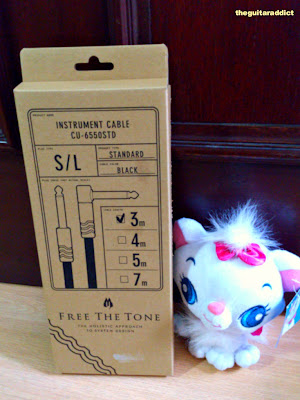 theguitaraddict
INSTRUMENT CABLE
CU-6550STD
S/L
STANDARD
BLACK
3m
4m
5m
7m
FREE THE TONE
THE HOLISTIC APPROACH
TO SYSTEM DESIGN